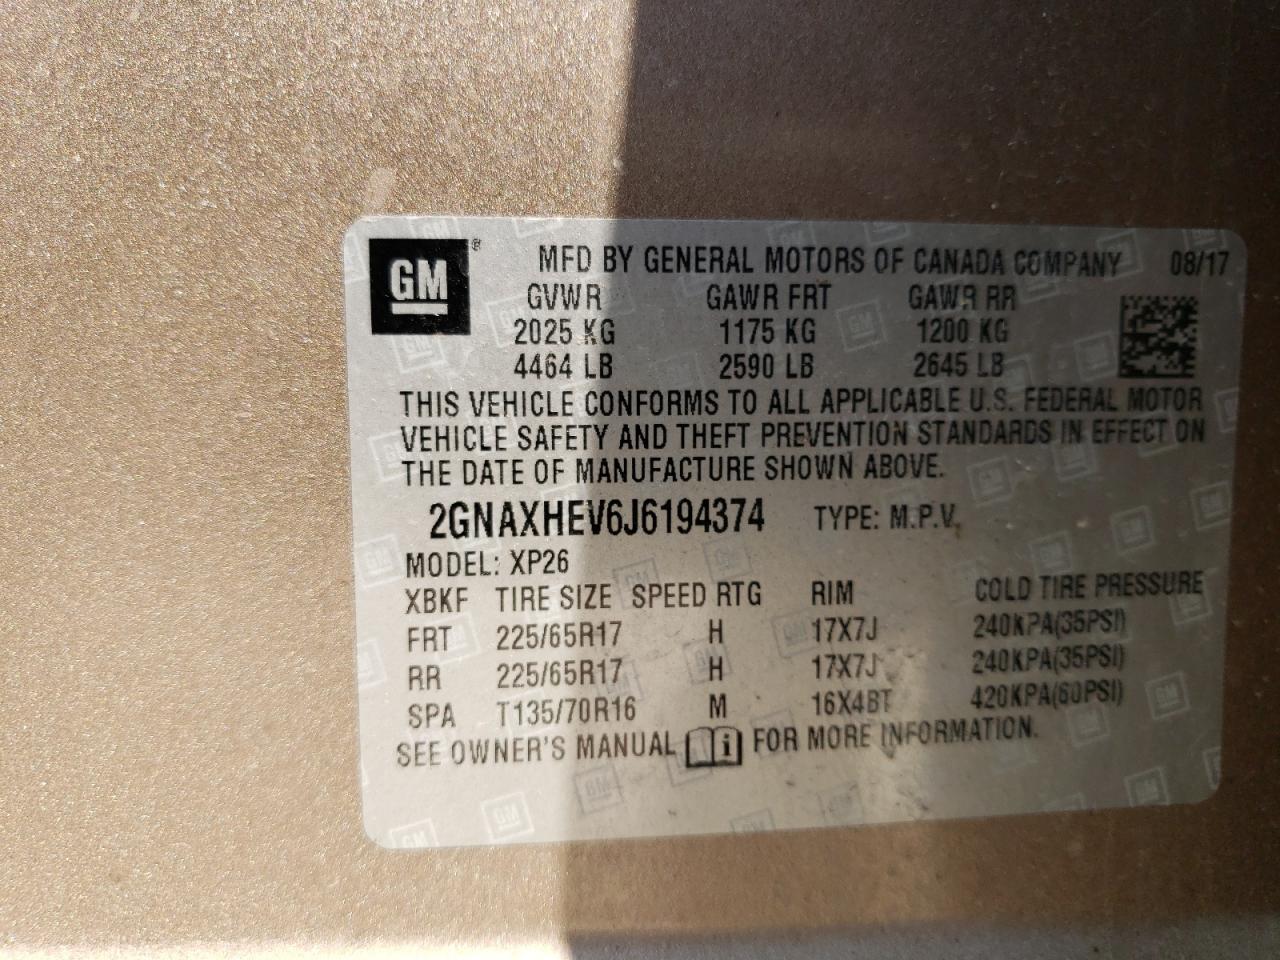 GM ®
MFD BY GENERAL MOTORS OF CANADA COMPANY 08/17
GVWR GAWR FRT GAWR RR
2025 KG 1175 KG 1200 KG
4464 LB 2590 LB 2645 LB
THIS VEHICLE CONFORMS TO ALL APPLICABLE U.S. FEDERAL MOTOR
VEHICLE SAFETY AND THEFT PREVENTION STANDARDS IN EFFECT ON
THE DATE OF MANUFACTURE SHOWN ABOVE.
2GNAXHEV6J6194374 TYPE: M.P.V.
MODEL: XP26
XBKF TIRE SIZE SPEED RTG RIM COLD TIRE PRESSURE
FRT 225/65R17 H 17X7J 240KPA(35PSI)
RR 225/65R17 H 17X7J 240KPA(35PSI)
SPA T135/70R16 M 16X4BT 420KPA(60PSI)
SEE OWNER'S MANUAL i FOR MORE INFORMATION.